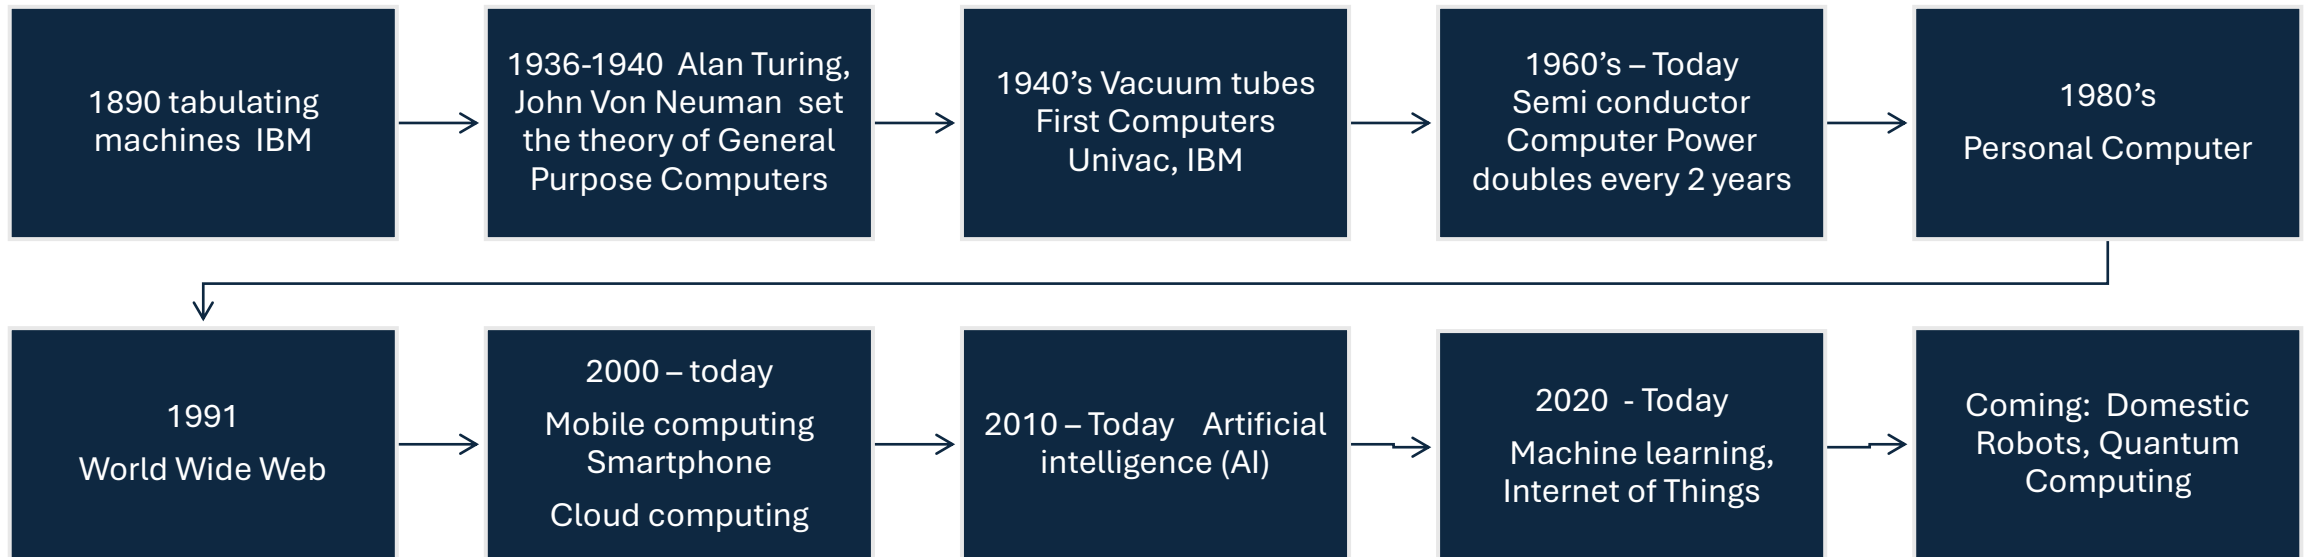 1890 tabulating
machines  IBM
1936-1940  Alan Turing,
John Von Neuman  set
the theory of General
Purpose Computers
1940’s Vacuum tubes
First Computers
Univac, IBM
1960’s – Today
Semi conductor
Computer Power
doubles every 2 years
1980’s
Personal Computer
1991
World Wide Web
2000 – today
Mobile computing
Smartphone
Cloud computing
2010 – Today    Artificial
intelligence (AI)
2020  - Today
Machine learning,
Internet of Things
Coming:  Domestic
Robots, Quantum
Computing